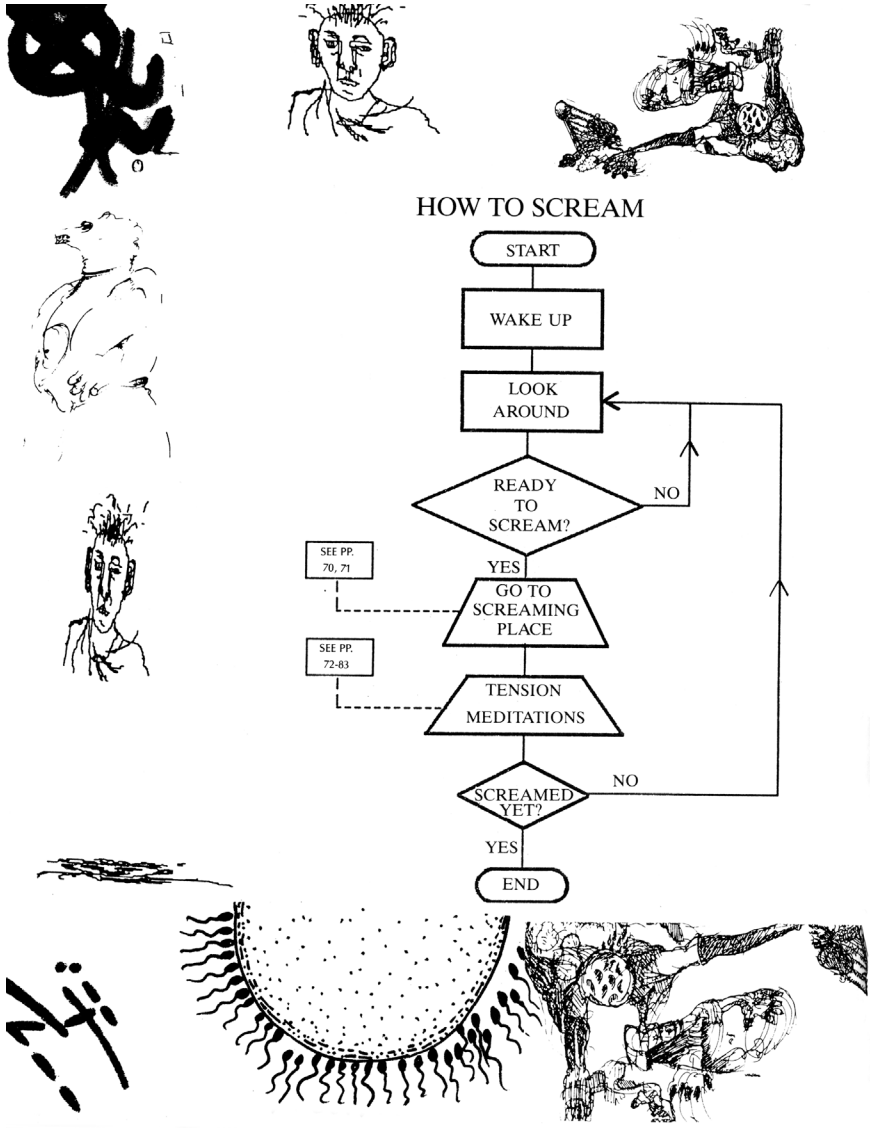 HOW TO SCREAM
START
WAKE UP
LOOK
AROUND
READY
TO
SCREAM?
NO
YES
SEE PP.
70, 71
GO TO
SCREAMING
PLACE
SEE PP.
72-83
TENSION
MEDITATIONS
SCREAMED
YET?
NO
YES
END